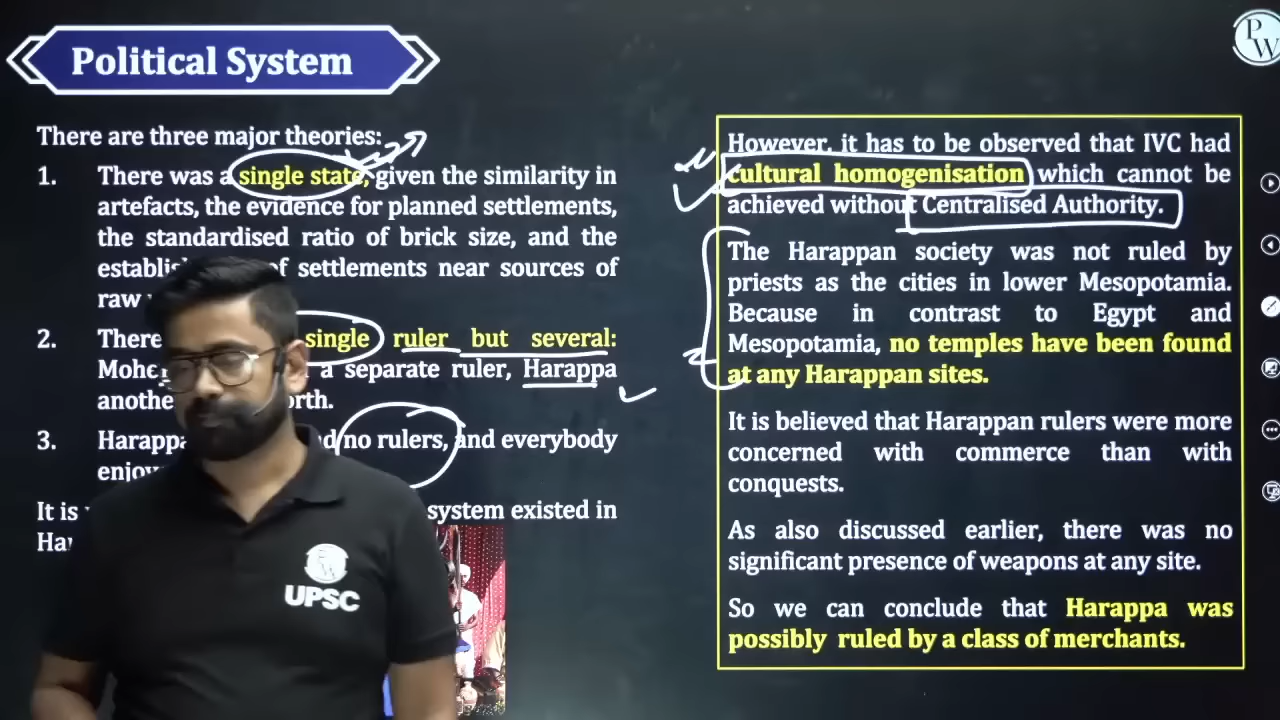 Political System
PW
There are three major theories:
1. There was a single state, given the similarity in
artefacts, the evidence for planned settlements,
the standardised ratio of brick size, and the
of settlements near sources of
raw
2. There single ruler but several:
a separate ruler, Harappa
orth.
3. no rulers, and everybody
It is system existed in
However, it has to be observed that IVC had
cultural homogenisation which cannot be
achieved without Centralised Authority.
The Harappan society was not ruled by
priests as the cities in lower Mesopotamia.
Because in contrast to Egypt and
Mesopotamia, no temples have been found
at any Harappan sites.
It is believed that Harappan rulers were more
concerned with commerce than with
conquests.
As also discussed earlier, there was no
significant presence of weapons at any site.
So we can conclude that Harappa was
possibly ruled by a class of merchants.
UPSC